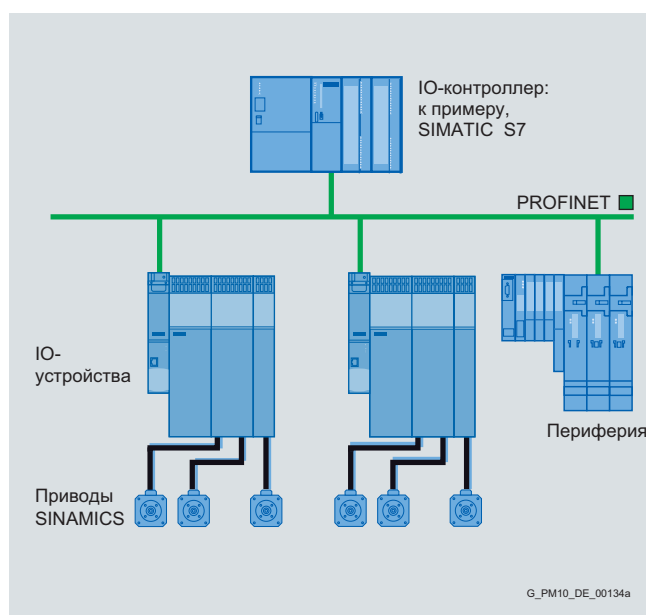 IO-контроллер:
к примеру,
SIMATIC S7
PROFINET
IO-
устройства
Периферия
Приводы
SINAMICS
G_PM10_DE_00134a